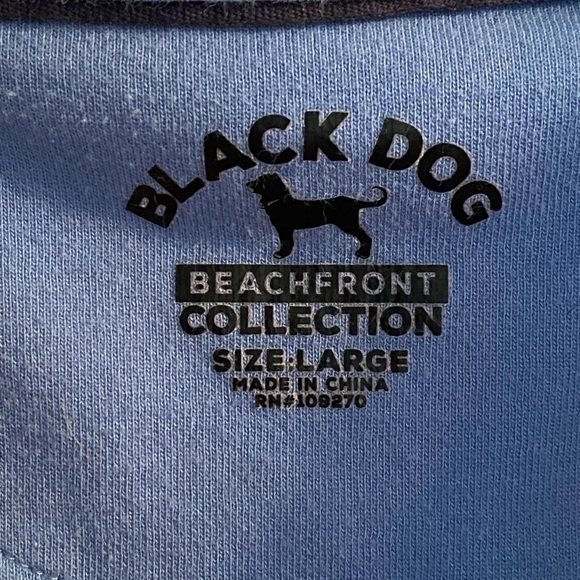 BLACK DOG
BEACHFRONT
COLLECTION
SIZE:LARGE
MADE IN CHINA
RN#109270